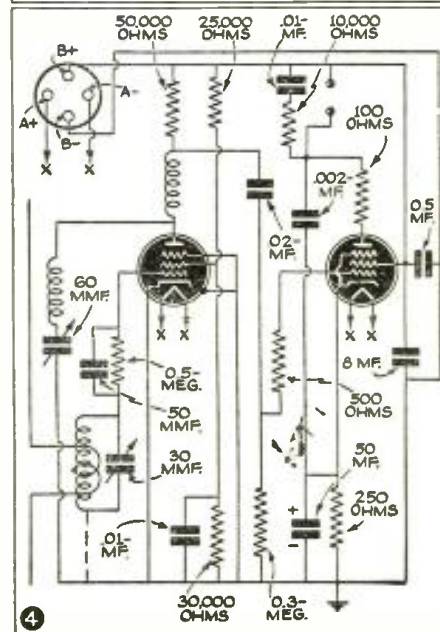 50,000
OHMS
25,000
OHMS
.01-
MF.
10,000
OHMS
B+
A-
A+
B-
X X
100
OHMS
.002-
MF.
.02-
MF.
0.5
MF.
60
MMF.
X X
X X
8 MF.
0.5-
MEG.
50
MMF.
500
OHMS
30
MMF.
50
MF.
+
-
250
OHMS
.01-
MF.
30,000
OHMS
0.3-
MEG.
4